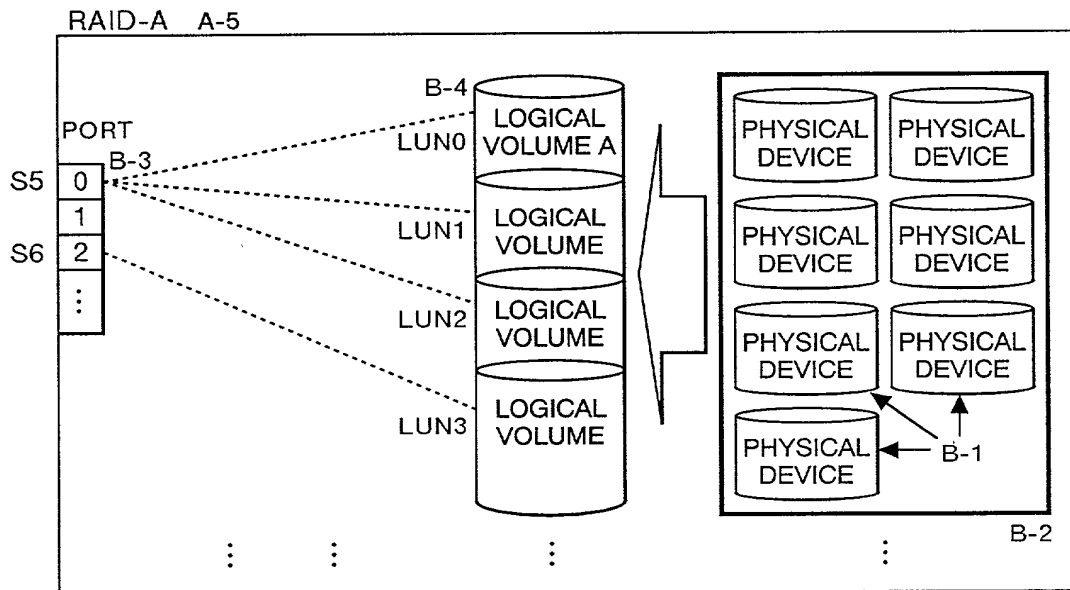 RAID-A A-5
PORT
B-3
S5 0
1
S6 2
B-4
LUN0
LOGICAL
VOLUME A
LUN1
LOGICAL
VOLUME
LUN2
LOGICAL
VOLUME
LUN3
LOGICAL
VOLUME
PHYSICAL
DEVICE
PHYSICAL
DEVICE
PHYSICAL
DEVICE
PHYSICAL
DEVICE
PHYSICAL
DEVICE
PHYSICAL
DEVICE
PHYSICAL
DEVICE
B-1
B-2